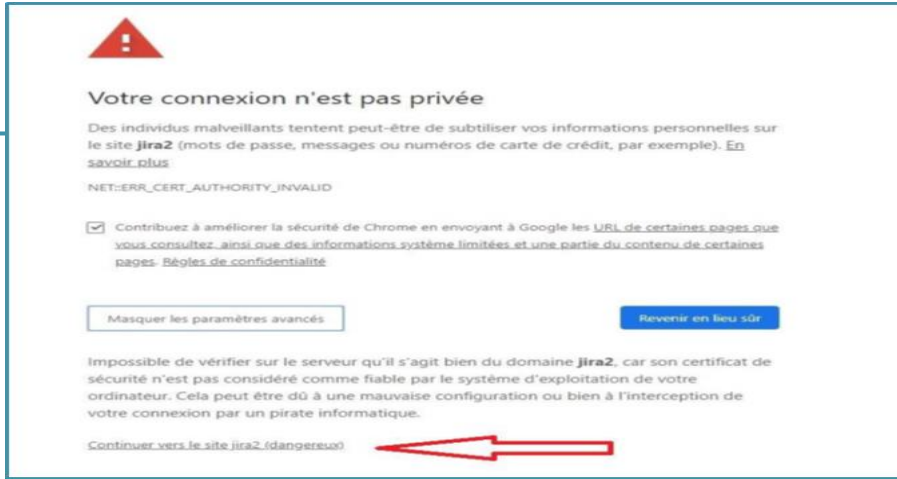 Votre connexion n'est pas privée
Des individus malveillants tentent peut-être de subtiliser vos informations personnelles sur
le site jira2 (mots de passe, messages ou numéros de carte de crédit, par exemple). En
savoir plus
NET::ERR_CERT_AUTHORITY_INVALID
Contribuez à améliorer la sécurité de Chrome en envoyant à Google les URL de certaines pages que
vous consultez, ainsi que des informations système limitées et une partie du contenu de certaines
pages. Règles de confidentialité
Masquer les paramètres avancés
Revenir en lieu sûr
Impossible de vérifier sur le serveur qu'il s'agit bien du domaine jira2, car son certificat de
sécurité n'est pas considéré comme fiable par le système d'exploitation de votre
ordinateur. Cela peut être dû à une mauvaise configuration ou bien à l'interception de
votre connexion par un pirate informatique.
Continuer vers le site jira2 (dangereux)